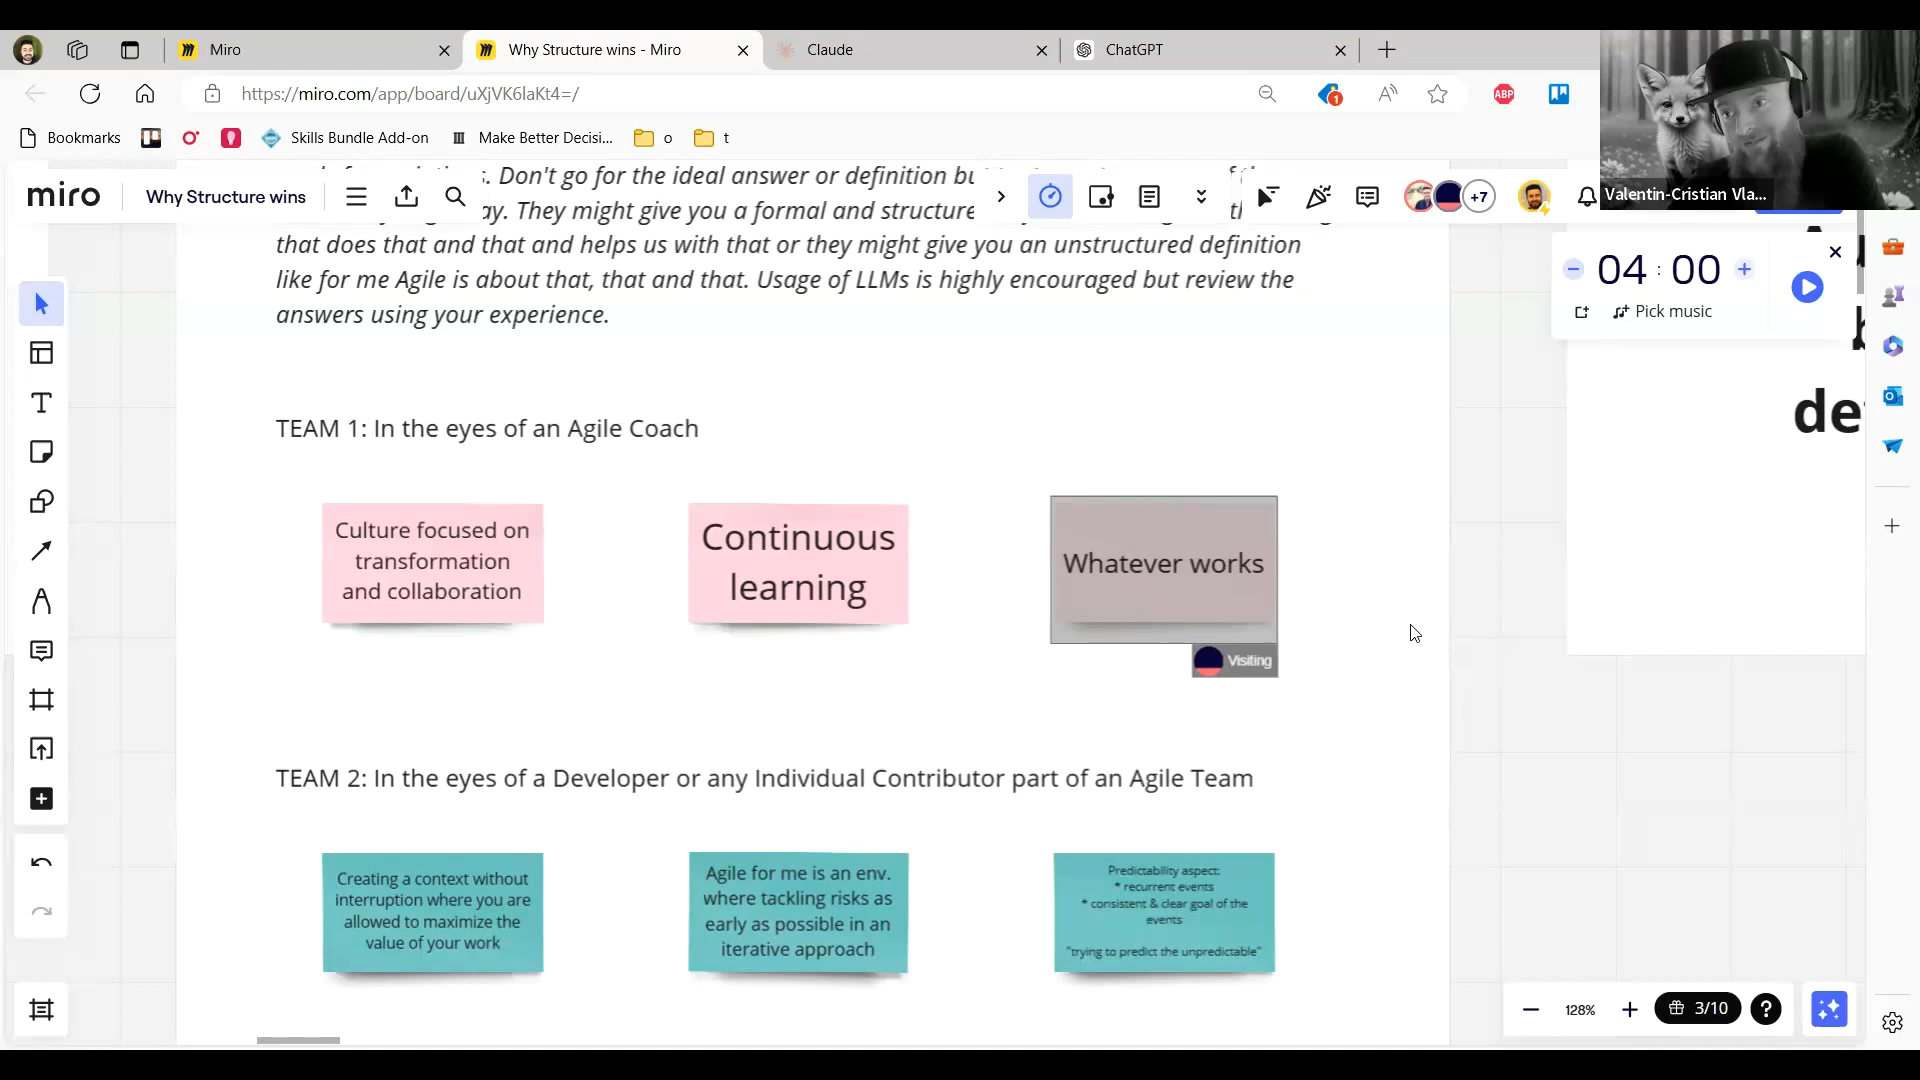 Miro
Why Structure wins - Miro
Claude
ChatGPT
https://miro.com/app/board/uXjVK6laKt4=/
1
ABP
Bookmarks
Skills Bundle Add-on
Make Better Decisi...
o
t
miro
Why Structure wins
+7
Valentin-Cristian Vla...
Don't go for the ideal answer or definition
They might give you a formal and structure
that does that and that and helps us with that or they might give you an unstructured definition
like for me Agile is about that, that and that. Usage of LLMs is highly encouraged but review the
answers using your experience.
04 : 00
Pick music
de
TEAM 1: In the eyes of an Agile Coach
Culture focused on
transformation
and collaboration
Continuous
learning
Whatever works
Visiting
TEAM 2: In the eyes of a Developer or any Individual Contributor part of an Agile Team
Creating a context without
interruption where you are
allowed to maximize the
value of your work
Agile for me is an env.
where tackling risks as
early as possible in an
iterative approach
Predictability aspect:
* recurrent events
* consistent & clear goal of the
events
"trying to predict the unpredictable"
128%
3/10
?